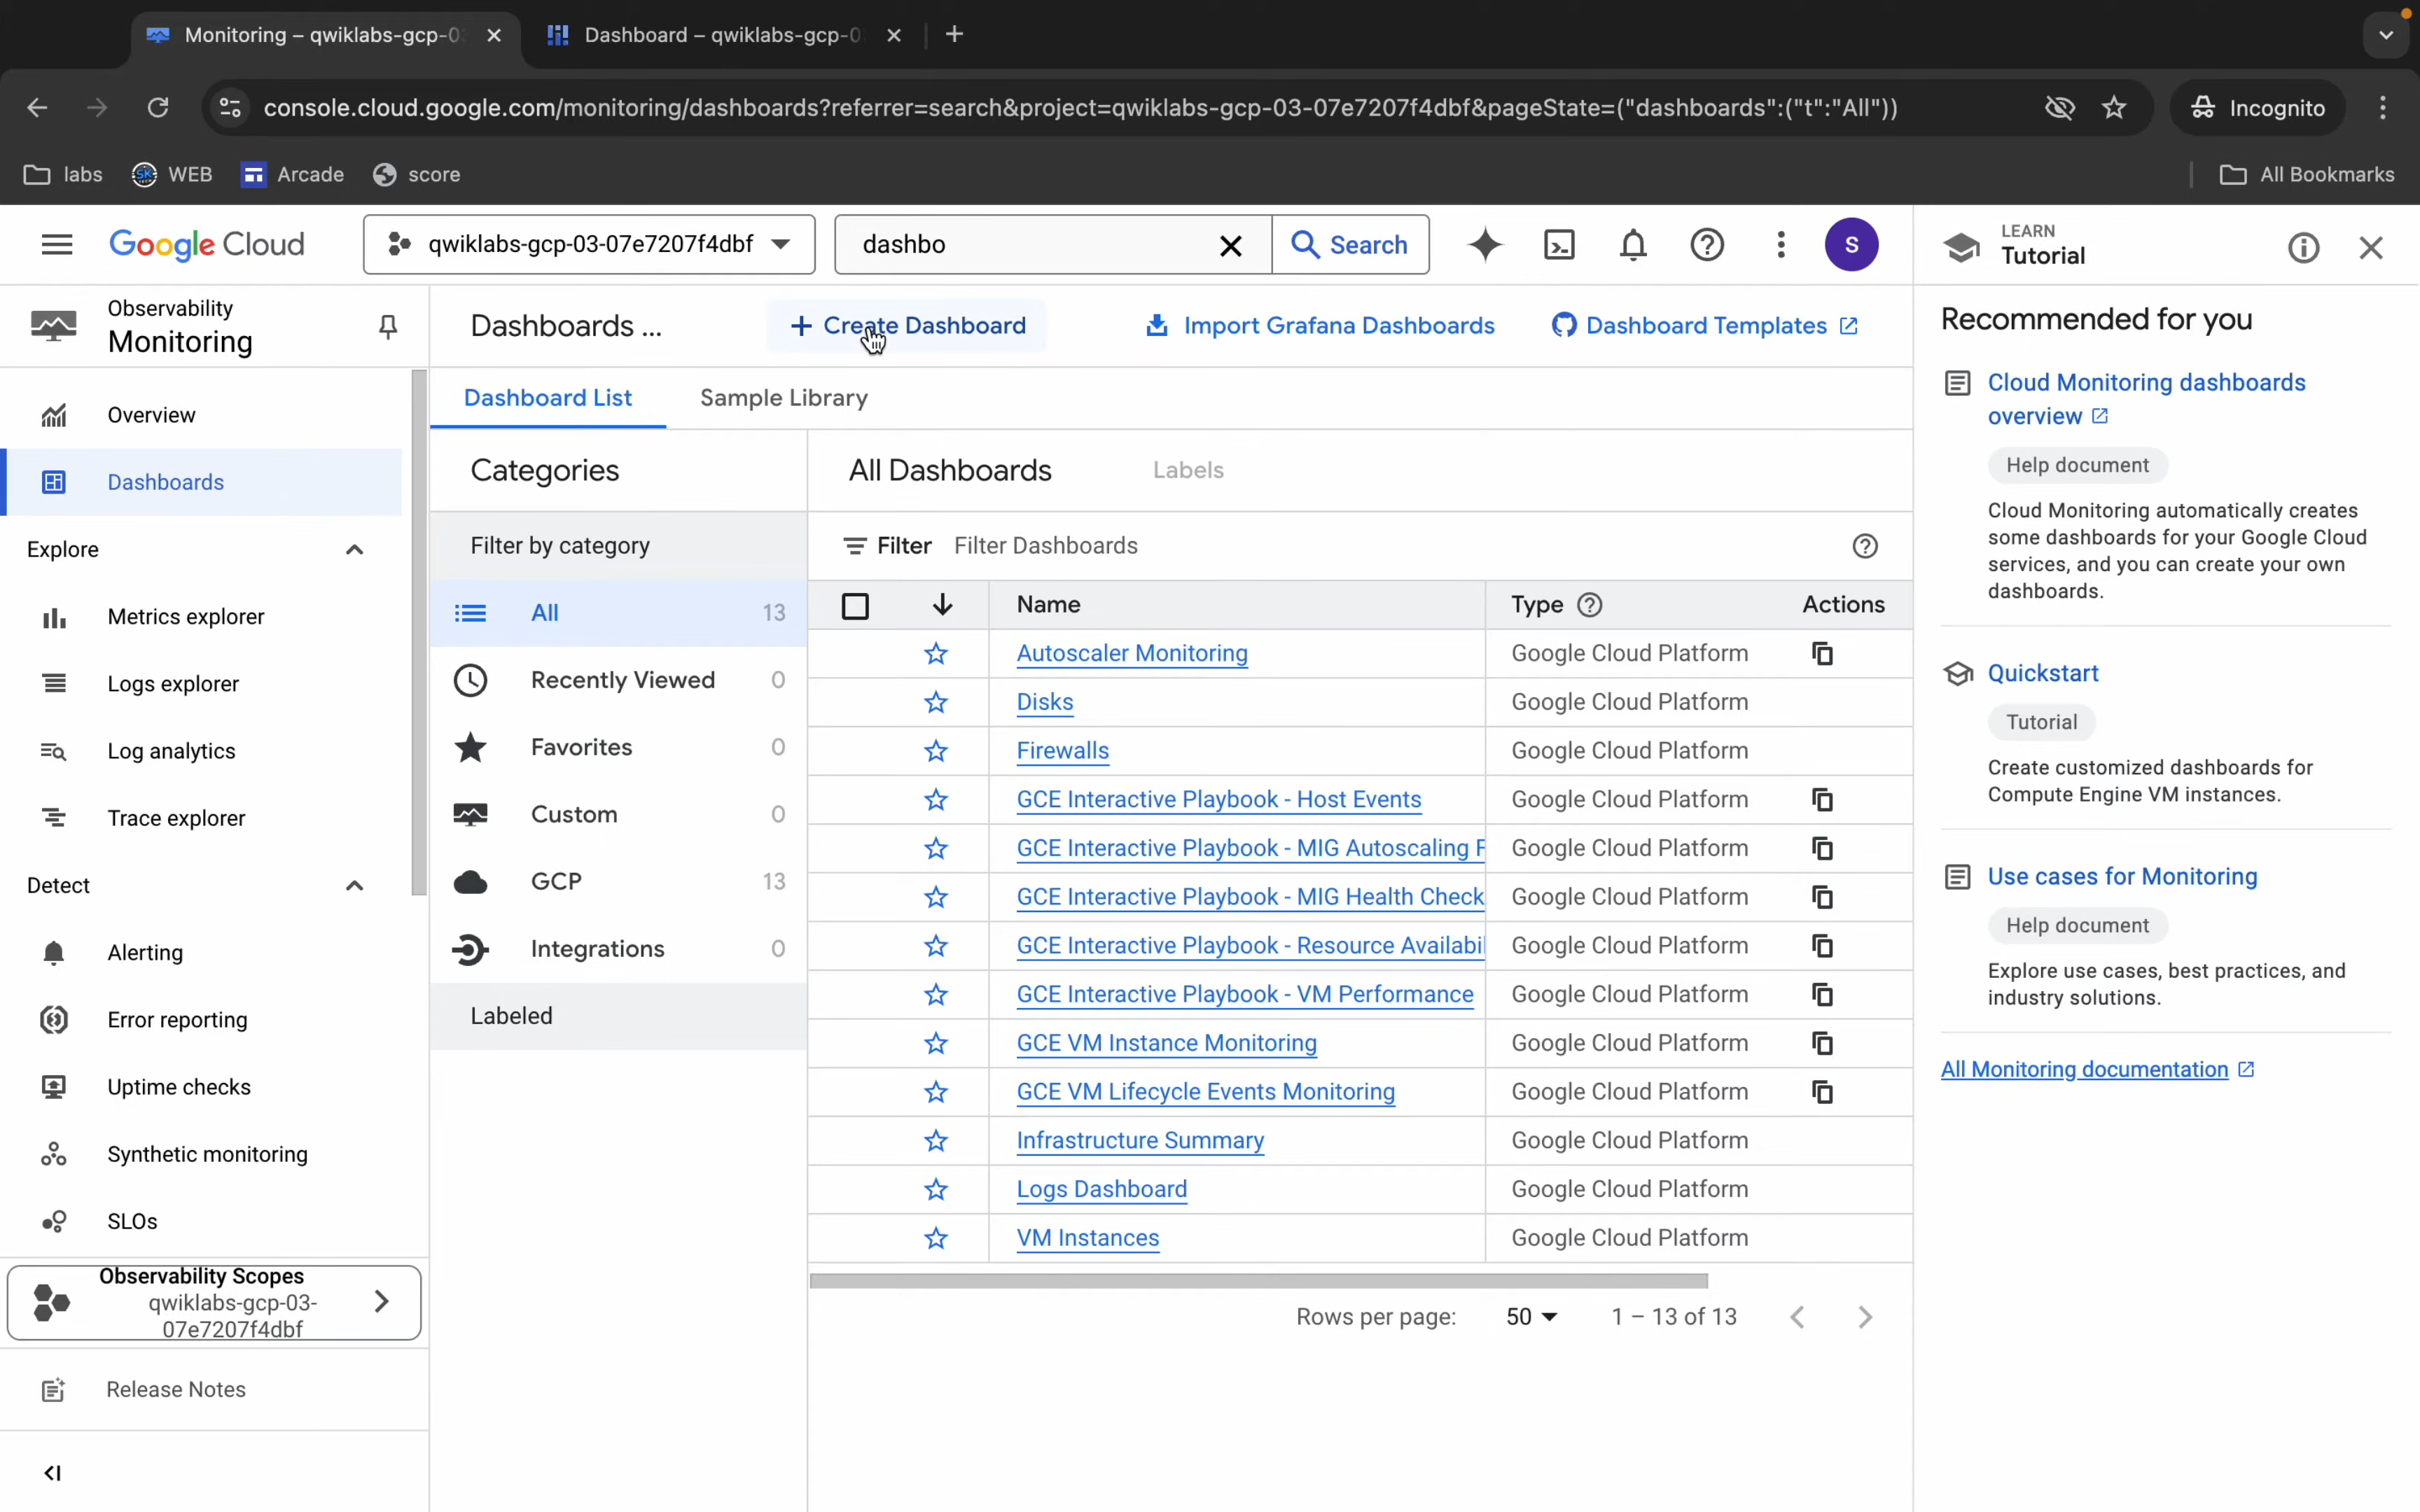 Monitoring – qwiklabs-gcp-0
Dashboard – qwiklabs-gcp-0
console.cloud.google.com/monitoring/dashboards?referrer=search&project=qwiklabs-gcp-03-07e7207f4dbf&pageState=("dashboards":("t":"All"))
Incognito
labs
WEB
Arcade
score
All Bookmarks
Google Cloud
qwiklabs-gcp-03-07e7207f4dbf
dashbo
Search
S
LEARN
Tutorial
Observability
Monitoring
Dashboards ...
Create Dashboard
Import Grafana Dashboards
Dashboard Templates
Overview
Dashboards
Explore
Metrics explorer
Logs explorer
Log analytics
Trace explorer
Detect
Alerting
Error reporting
Uptime checks
Synthetic monitoring
SLOs
Observability Scopes
qwiklabs-gcp-03-
07e7207f4dbf
Release Notes
Dashboard List
Sample Library
Categories
Filter by category
All 13
Recently Viewed 0
Favorites 0
Custom 0
GCP 13
Integrations 0
Labeled
All Dashboards
Labels
Filter Filter Dashboards
Name Type Actions
Autoscaler Monitoring Google Cloud Platform
Disks Google Cloud Platform
Firewalls Google Cloud Platform
GCE Interactive Playbook - Host Events Google Cloud Platform
GCE Interactive Playbook - MIG Autoscaling F Google Cloud Platform
GCE Interactive Playbook - MIG Health Check Google Cloud Platform
GCE Interactive Playbook - Resource Availabil Google Cloud Platform
GCE Interactive Playbook - VM Performance Google Cloud Platform
GCE VM Instance Monitoring Google Cloud Platform
GCE VM Lifecycle Events Monitoring Google Cloud Platform
Infrastructure Summary Google Cloud Platform
Logs Dashboard Google Cloud Platform
VM Instances Google Cloud Platform
Rows per page: 50 1 – 13 of 13
Recommended for you
Cloud Monitoring dashboards
overview
Help document
Cloud Monitoring automatically creates
some dashboards for your Google Cloud
services, and you can create your own
dashboards.
Quickstart
Tutorial
Create customized dashboards for
Compute Engine VM instances.
Use cases for Monitoring
Help document
Explore use cases, best practices, and
industry solutions.
All Monitoring documentation